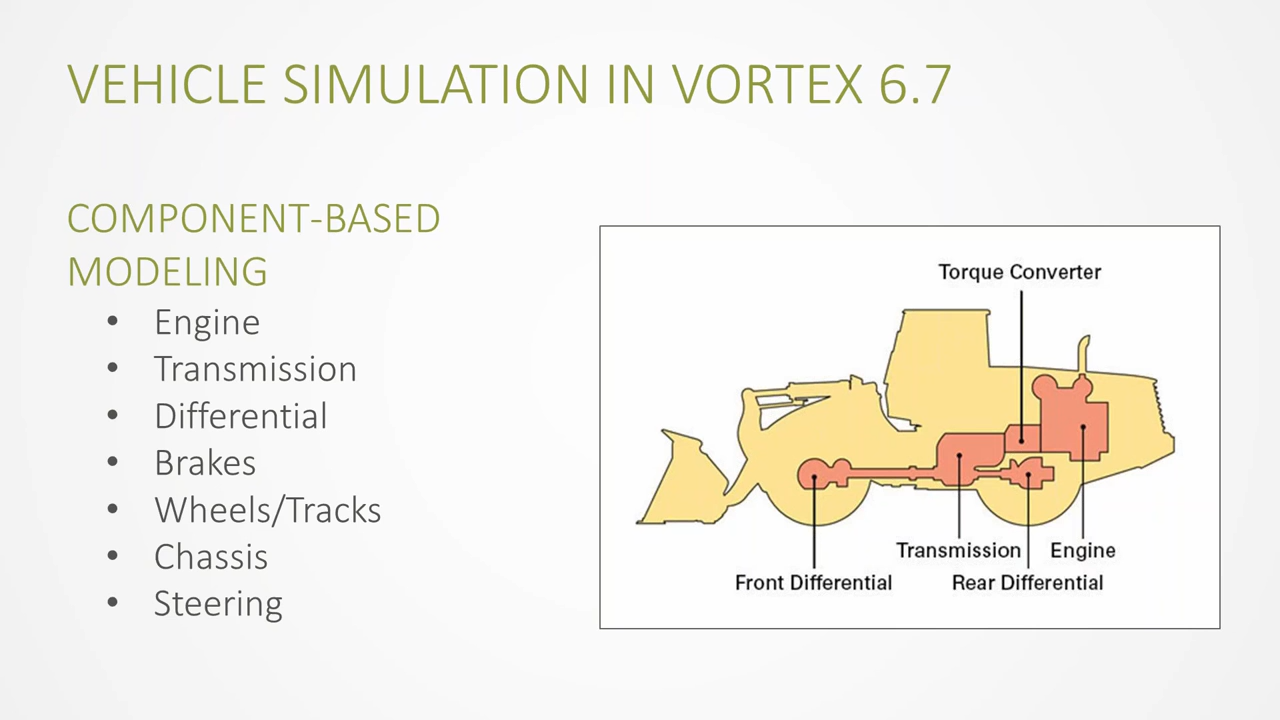 VEHICLE SIMULATION IN VORTEX 6.7
COMPONENT-BASED
MODELING
• Engine
• Transmission
• Differential
• Brakes
• Wheels/Tracks
• Chassis
• Steering
Torque Converter
Transmission
Engine
Front Differential
Rear Differential